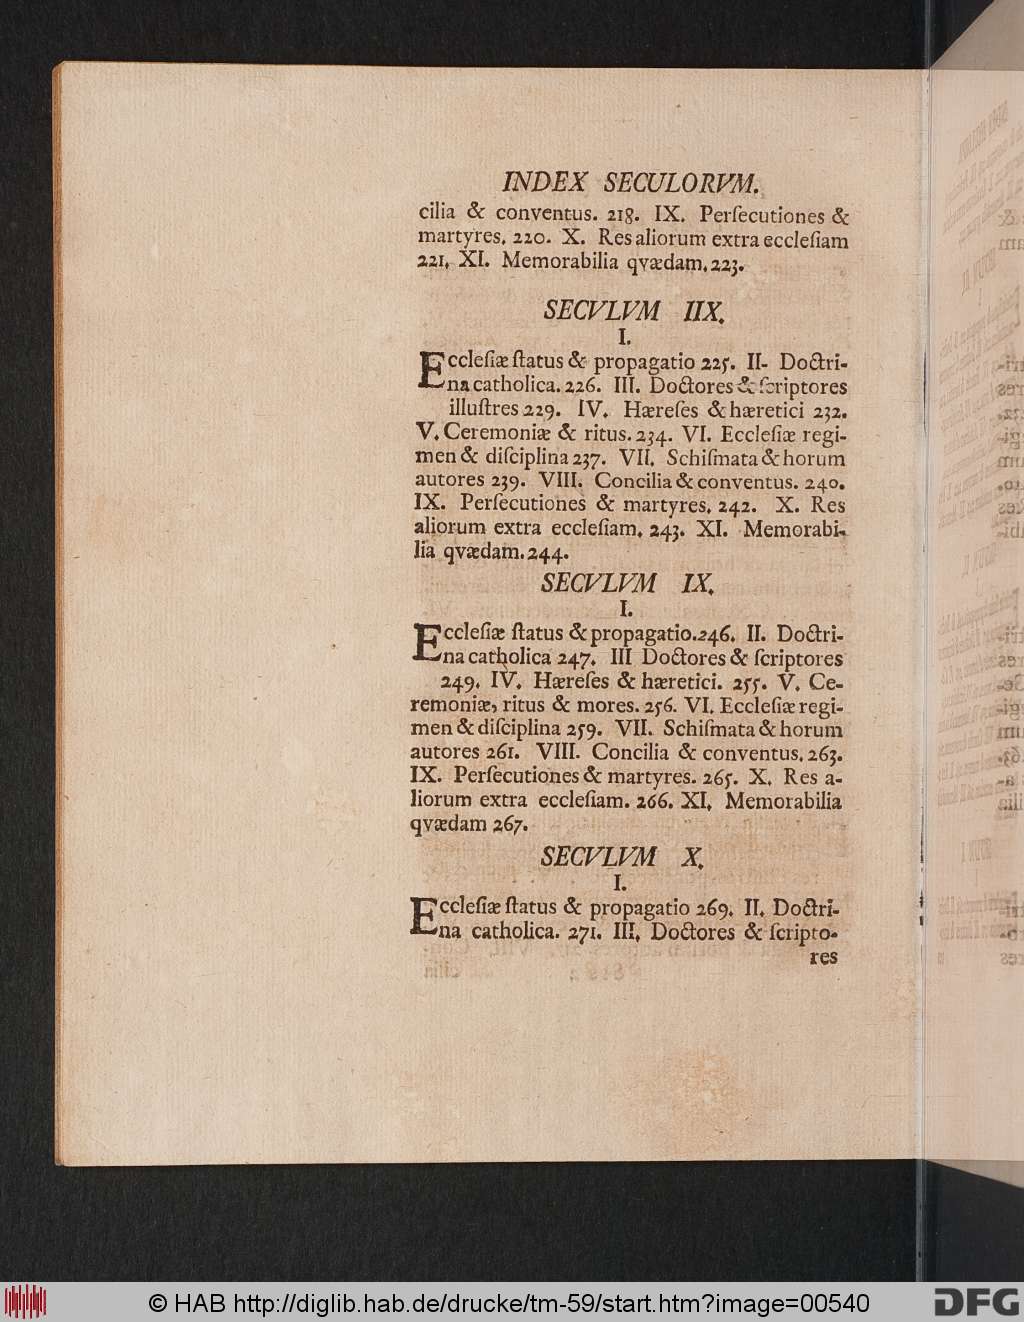 INDEX SECULORVM.
cilia & conventus. 218. IX. Perſecutiones &
martyres, 220. X. Res aliorum extra eccleſiam
221, XI. Memorabilia qvædam, 223.
SECVLVM IIX.
I.
Eccleſiæ ſtatus & propagatio 225. II- Doctri-
na catholica. 226. III. Doctores & ſcriptores
illuſtres 229. IV. Hæreſes & hæretici 232.
V. Ceremoniæ & ritus. 234. VI. Eccleſiæ regi-
men & diſciplina 237. VII. Schiſmata & horum
autores 239. VIII. Concilia & conventus. 240.
IX. Perſecutiones & martyres, 242. X. Res
aliorum extra eccleſiam, 243. XI. Memorabi-
lia qvædam. 244.
SECVLVM IX.
I.
Eccleſiæ ſtatus & propagatio. 246. II. Doctri-
na catholica 247. III Doctores & ſcriptores
249. IV. Hæreſes & hæretici. 255. V. Ce-
remoniæ, ritus & mores. 256. VI. Eccleſiæ regi-
men & diſciplina 259. VII. Schiſmata & horum
autores 261. VIII. Concilia & conventus, 263.
IX. Perſecutiones & martyres. 265. X. Res a-
liorum extra eccleſiam. 266. XI, Memorabilia
qvædam 267.
SECVLVM X.
I.
Eccleſiæ ſtatus & propagatio 269. II. Doctri-
na catholica. 271. III, Doctores & ſcripto-
res
© HAB http://diglib.hab.de/drucke/tm-59/start.htm?image=00540
DFG